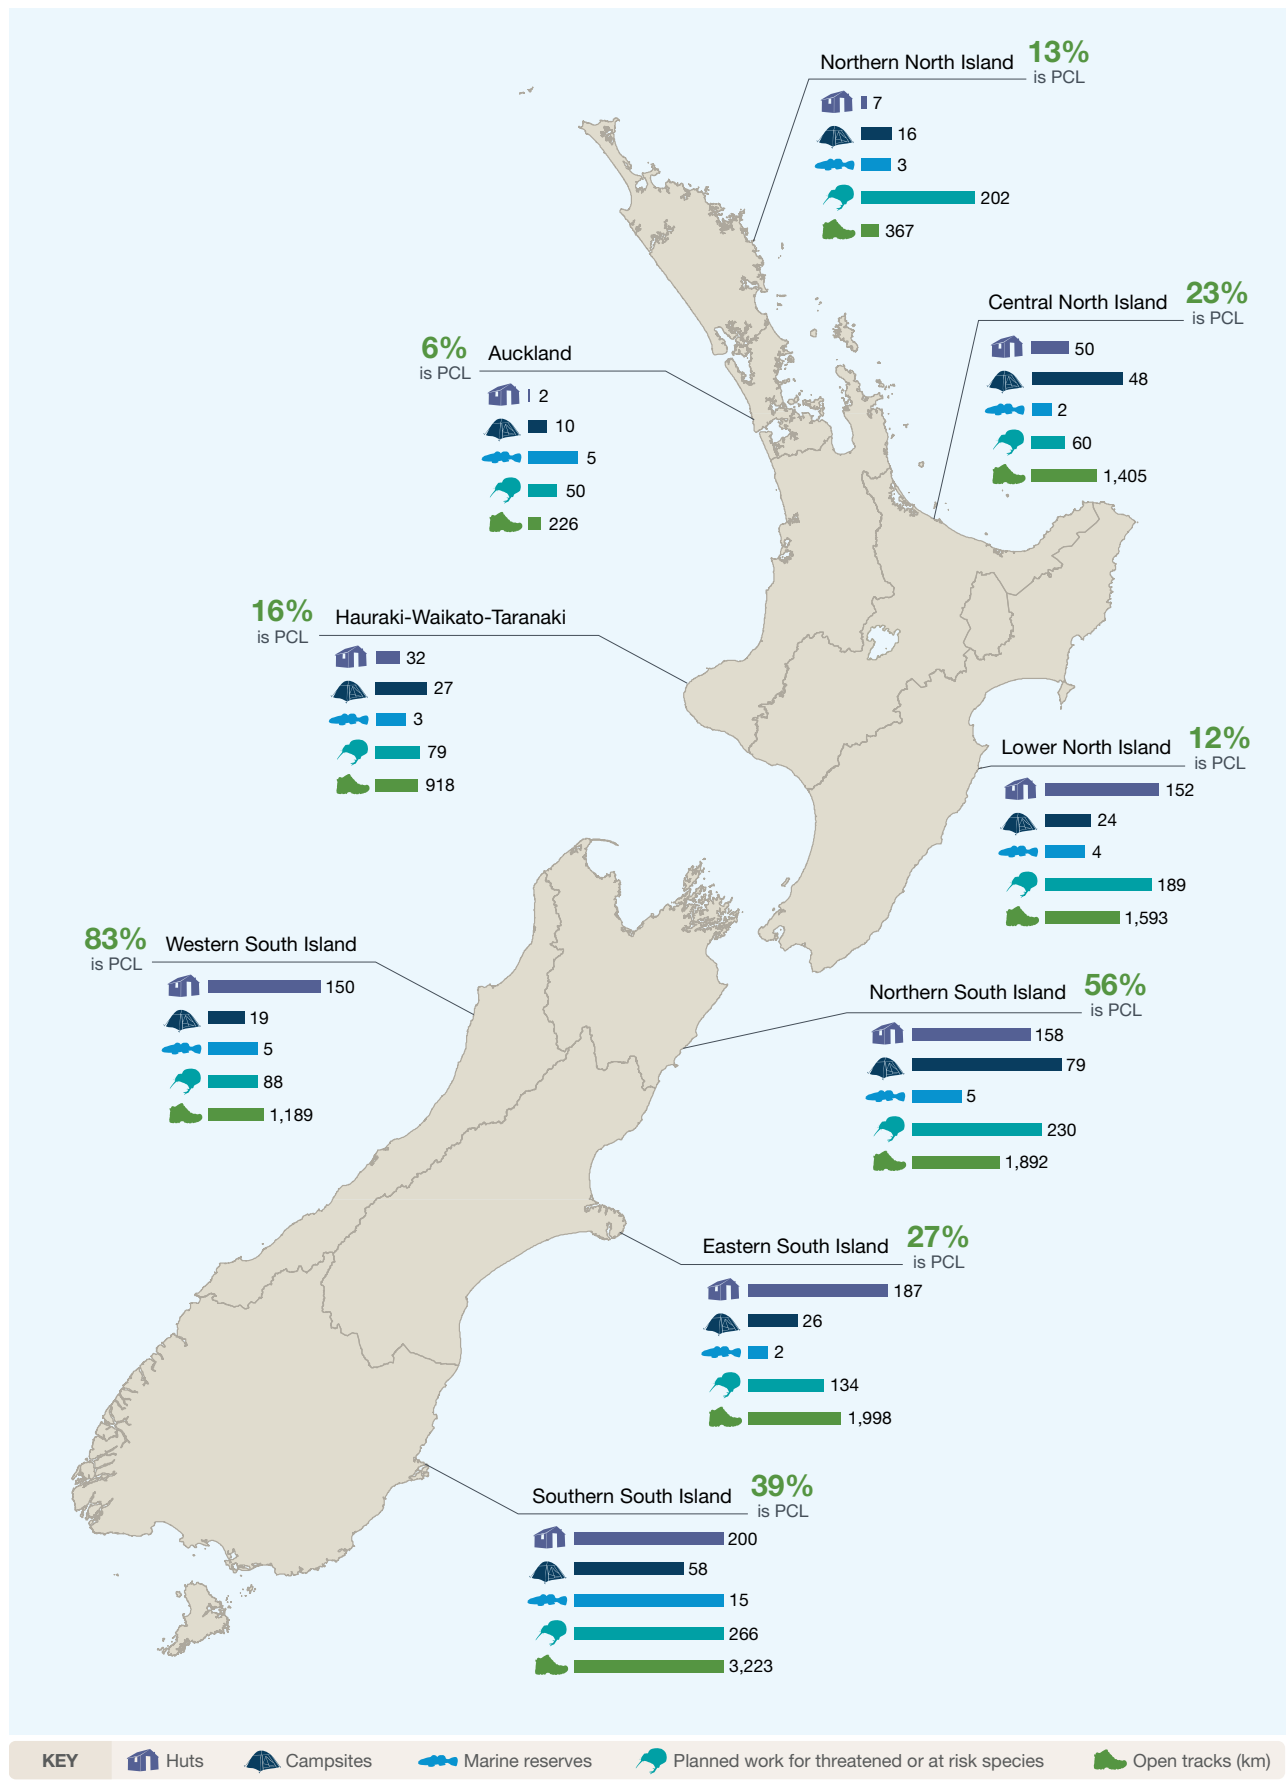 Northern North Island 13%
is PCL
7
16
3
202
367
Central North Island 23%
is PCL
50
48
2
60
1,405
6% Auckland
is PCL
2
10
5
50
226
16% Hauraki-Waikato-Taranaki
is PCL
32
27
3
79
918
Lower North Island 12%
is PCL
152
24
4
189
1,593
83% Western South Island
is PCL
150
19
5
88
1,189
Northern South Island 56%
is PCL
158
79
5
230
1,892
Eastern South Island 27%
is PCL
187
26
2
134
1,998
Southern South Island 39%
is PCL
200
58
15
266
3,223
KEY Huts Campsites Marine reserves Planned work for threatened or at risk species Open tracks (km)